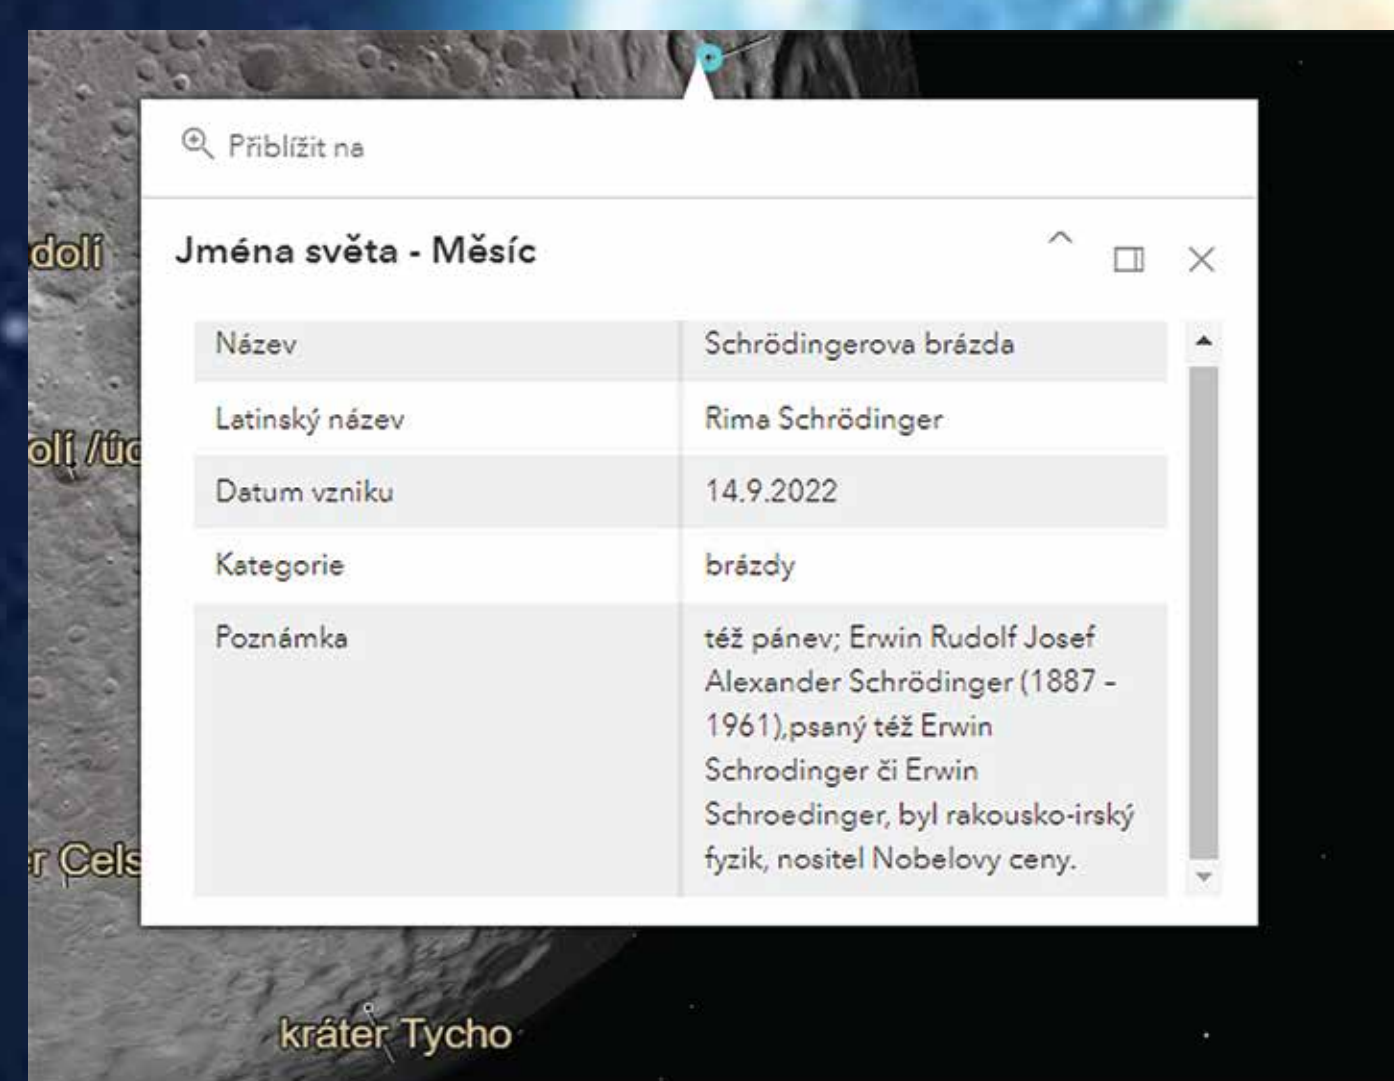 Přiblížit na
Jména světa - Měsíc
dolí
Název Schrödingerova brázda
Latinský název Rima Schrödinger
olí /úd
Datum vzniku 14.9.2022
Kategorie brázdy
Poznámka též pánev; Erwin Rudolf Josef
Alexander Schrödinger (1887 –
1961),psaný též Erwin
Schrodinger či Erwin
Schroedinger, byl rakousko-irský
fyzik, nositel Nobelovy ceny.
r Cels
kráter Tycho